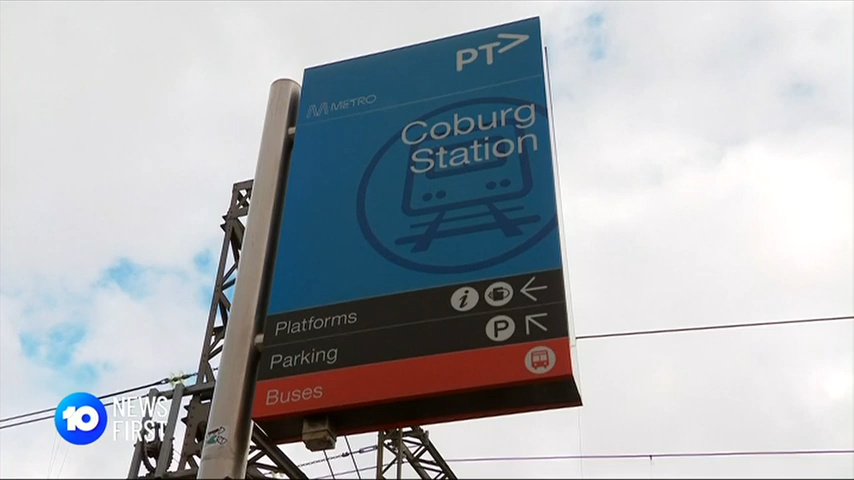 PT>
METRO
Coburg
Station
Platforms i
Parking P
Buses
10 NEWS
FIRST